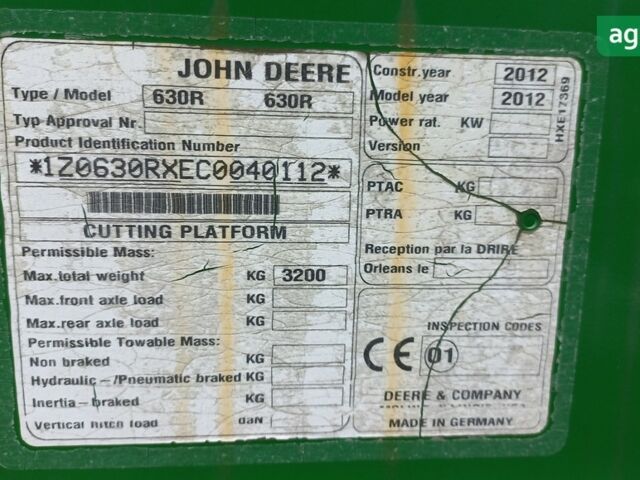 ag
JOHN DEERE
Type / Model 630R 630R
Typ Approval Nr.
Product Identification Number
*1Z0630RXEC0040112*
CUTTING PLATFORM
Permissible Mass:
Max.total weight KG 3200
Max.front axle load KG
Max.rear axle load KG
Permissible Towable Mass:
Non braked KG
Hydraulic -/Pneumatic braked KG
Inertia -braked KG
Vertical hitch load daN
Constr.year 2012
Model year 2012
Power rat. KW
Version
HXE17369
PTAC KG
PTRA KG
Reception par la DRIRE
Orleans le
INSPECTION CODES
CE 01
DEERE & COMPANY
MADE IN GERMANY